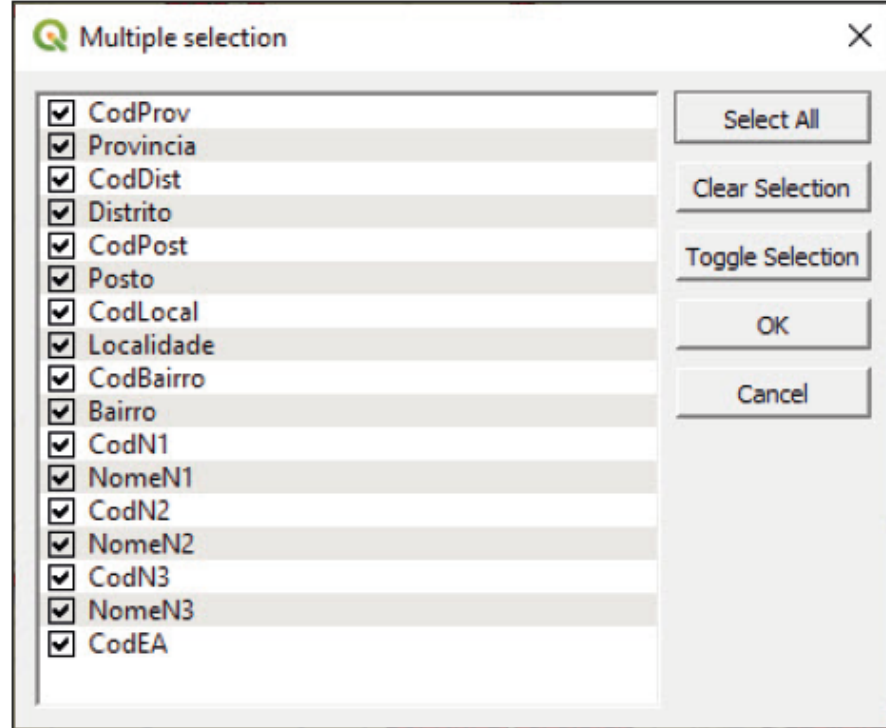 Multiple selection
CodProv
Provincia
CodDist
Distrito
CodPost
Posto
CodLocal
Localidade
CodBairro
Bairro
CodN1
NomeN1
CodN2
NomeN2
CodN3
NomeN3
CodEA
Select All
Clear Selection
Toggle Selection
OK
Cancel